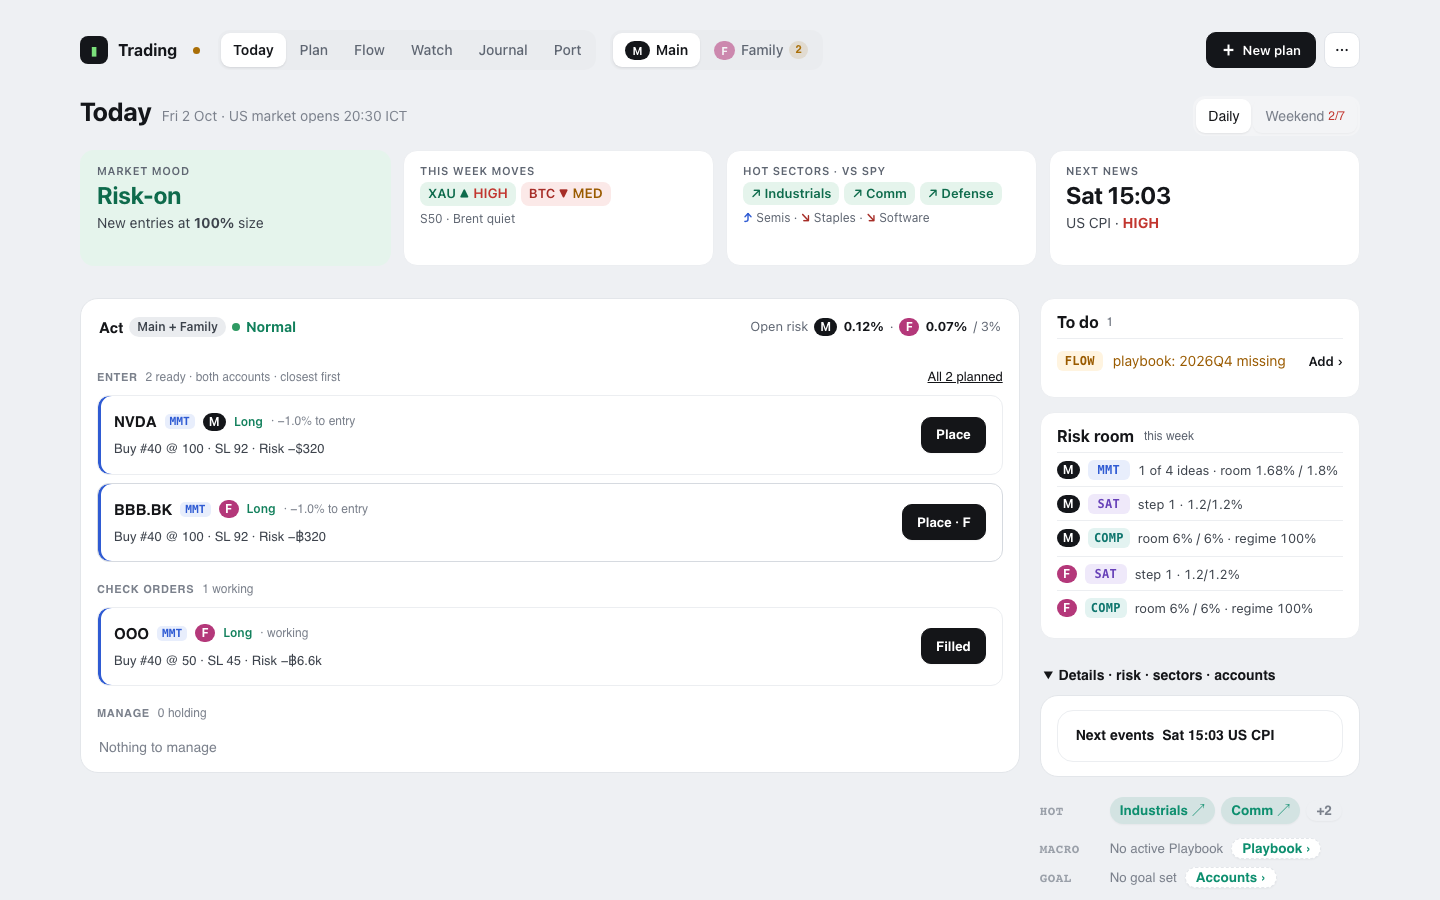 Trading Today Plan Flow Watch Journal Port M Main F Family 2 + New plan ...
Today Fri 2 Oct · US market opens 20:30 ICT Daily Weekend 2/7
MARKET MOOD
Risk-on
New entries at 100% size
THIS WEEK MOVES
XAU ▲ HIGH BTC ▼ MED
S50 · Brent quiet
HOT SECTORS · VS SPY
↗ Industrials ↗ Comm ↗ Defense
⤴ Semis · ↘ Staples · ↘ Software
NEXT NEWS
Sat 15:03
US CPI · HIGH
Act Main + Family ● Normal Open risk M 0.12% · F 0.07% / 3%
ENTER 2 ready · both accounts · closest first All 2 planned
NVDA MMT M Long · −1.0% to entry
Buy #40 @ 100 · SL 92 · Risk −$320
Place
BBB.BK MMT F Long · −1.0% to entry
Buy #40 @ 100 · SL 92 · Risk −฿320
Place · F
CHECK ORDERS 1 working
OOO MMT F Long · working
Buy #40 @ 50 · SL 45 · Risk −฿6.6k
Filled
MANAGE 0 holding
Nothing to manage
To do 1
FLOW playbook: 2026Q4 missing Add ›
Risk room this week
M MMT 1 of 4 ideas · room 1.68% / 1.8%
M SAT step 1 · 1.2/1.2%
M COMP room 6% / 6% · regime 100%
F SAT step 1 · 1.2/1.2%
F COMP room 6% / 6% · regime 100%
▼ Details · risk · sectors · accounts
Next events Sat 15:03 US CPI
HOT Industrials ↗ Comm ↗ +2
MACRO No active Playbook Playbook ›
GOAL No goal set Accounts ›